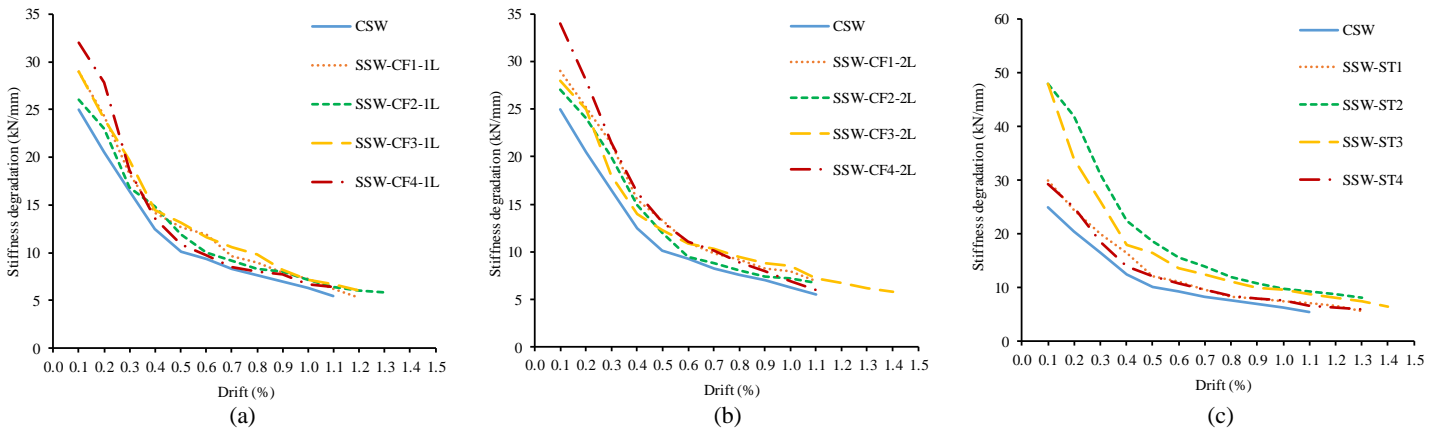 Stiffness degradation (kN/mm)
35
30
25
20
15
10
5
0
0.0 0.1 0.2 0.3 0.4 0.5 0.6 0.7 0.8 0.9 1.0 1.1 1.2 1.3 1.4 1.5
Drift (%)
CSW
SSW-CF1-1L
SSW-CF2-1L
SSW-CF3-1L
SSW-CF4-1L
(a)
Stiffness degradation (kN/mm)
35
30
25
20
15
10
5
0
0.0 0.1 0.2 0.3 0.4 0.5 0.6 0.7 0.8 0.9 1.0 1.1 1.2 1.3 1.4 1.5
Drift (%)
CSW
SSW-CF1-2L
SSW-CF2-2L
SSW-CF3-2L
SSW-CF4-2L
(b)
Stiffness degradation (kN/mm)
60
50
40
30
20
10
0
0.0 0.1 0.2 0.3 0.4 0.5 0.6 0.7 0.8 0.9 1.0 1.1 1.2 1.3 1.4 1.5
Drift (%)
CSW
SSW-ST1
SSW-ST2
SSW-ST3
SSW-ST4
(c)